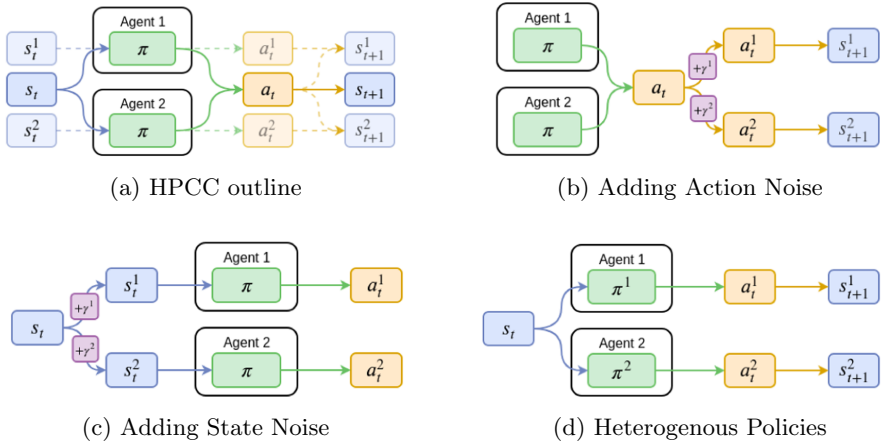 Agent 1
s_t^1 π a_t^1 s_{t+1}^1
s_t a_t s_{t+1}
Agent 2
s_t^2 π a_t^2 s_{t+1}^2
(a) HPCC outline
Agent 1
π a_t^1 s_{t+1}^1
+γ^1
a_t
+γ^2
Agent 2
π a_t^2 s_{t+1}^2
(b) Adding Action Noise
Agent 1
s_t^1 π a_t^1
+γ^1
s_t
+γ^2
Agent 2
s_t^2 π a_t^2
(c) Adding State Noise
Agent 1
π^1 a_t^1 s_{t+1}^1
s_t
Agent 2
π^2 a_t^2 s_{t+1}^2
(d) Heterogenous Policies